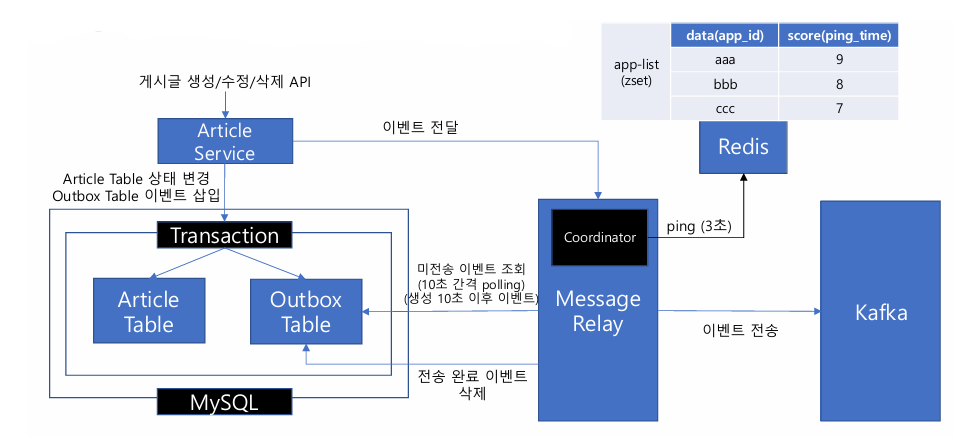 data(app_id) score(ping_time)
app-list
(zset)
aaa 9
bbb 8
ccc 7
게시글 생성/수정/삭제 API
Article
Service
이벤트 전달
Redis
Article Table 상태 변경
Outbox Table 이벤트 삽입
Transaction
Coordinator
ping (3초)
Article
Table
Outbox
Table
미전송 이벤트 조회
(10초 간격 polling)
(생성 10초 이후 이벤트)
Message
Relay
이벤트 전송
Kafka
전송 완료 이벤트
삭제
MySQL